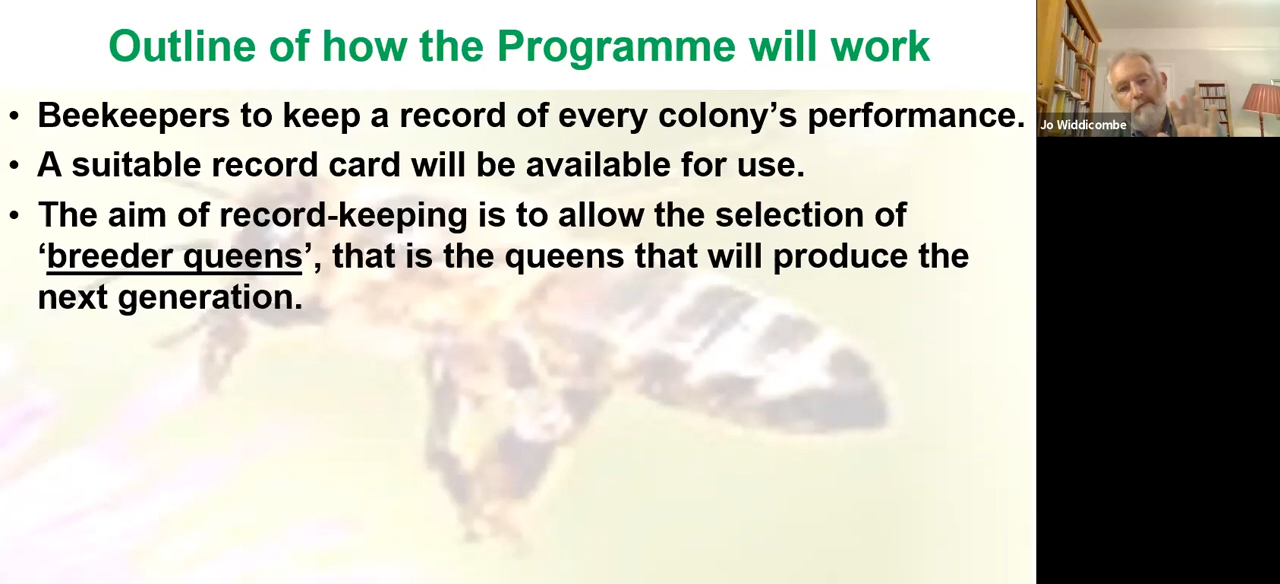 Outline of how the Programme will work
• Beekeepers to keep a record of every colony’s performance.
• A suitable record card will be available for use.
• The aim of record-keeping is to allow the selection of
‘breeder queens’, that is the queens that will produce the
next generation.
Jo Widdicombe